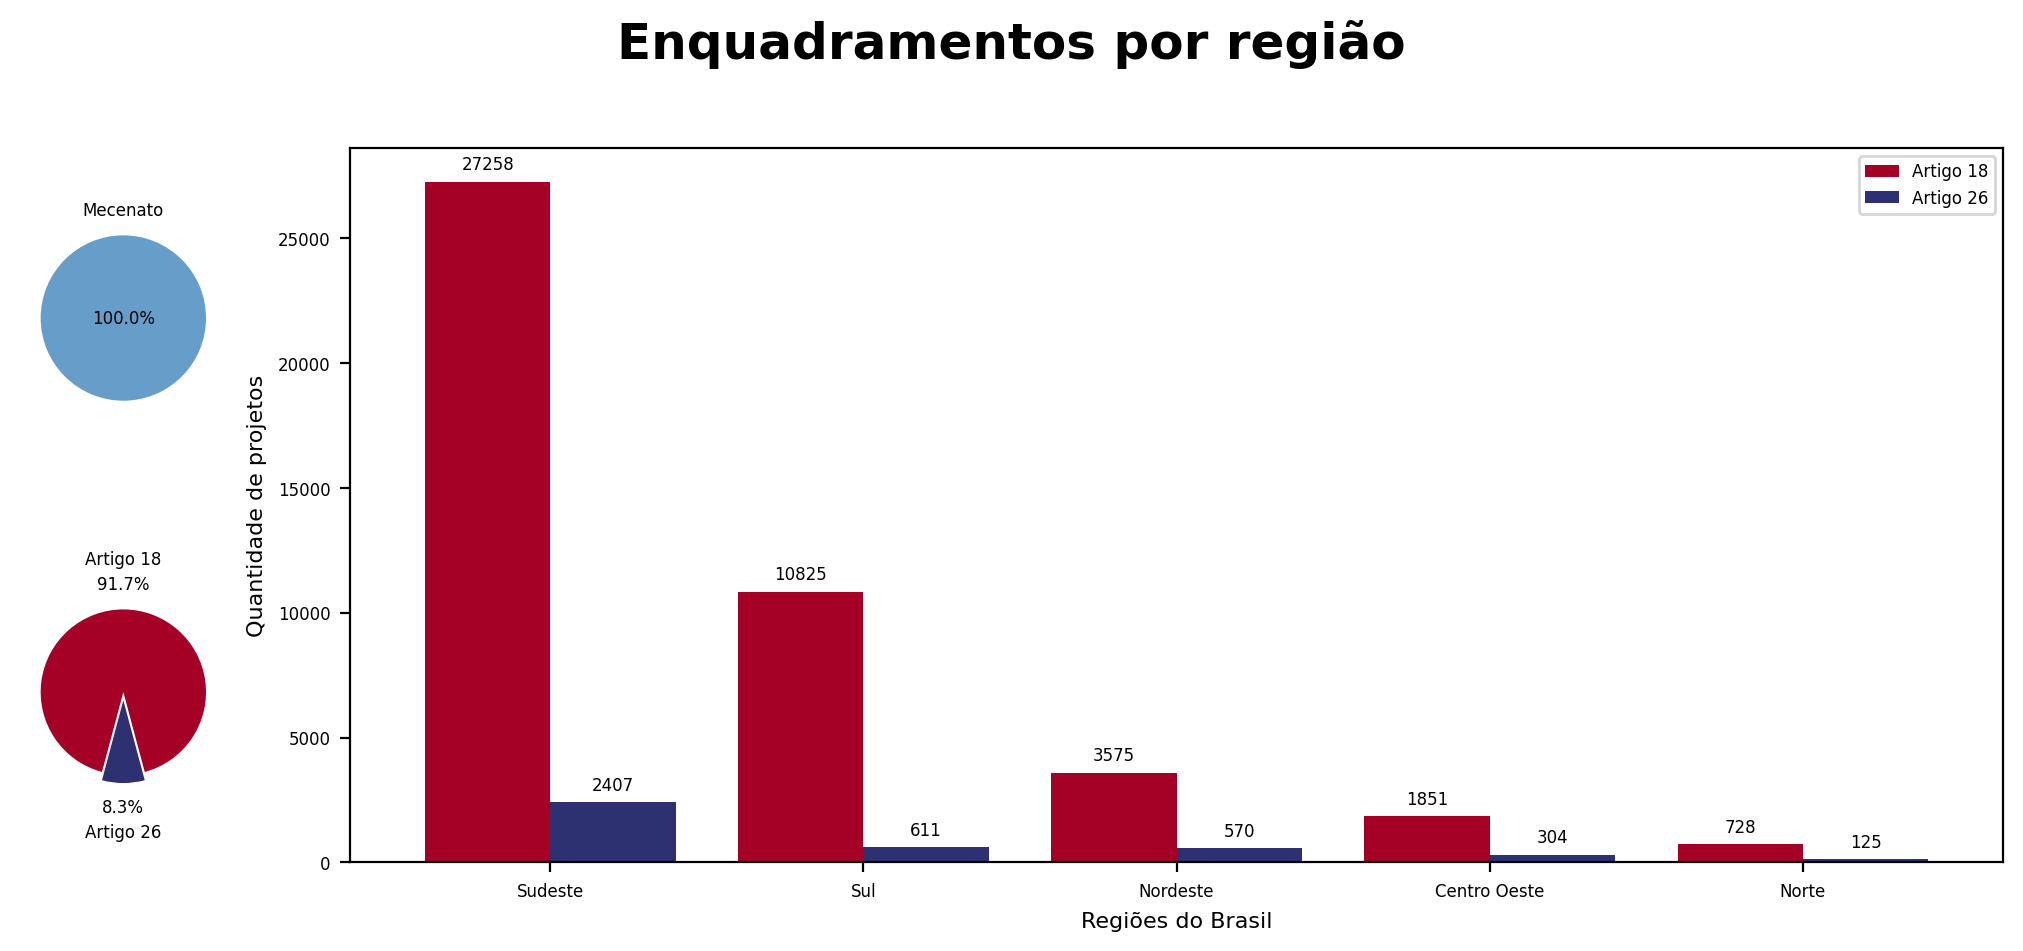 Enquadramentos por região
Mecenato
100.0%
Artigo 18
91.7%
8.3%
Artigo 26
Quantidade de projetos
25000
20000
15000
10000
5000
0
27258
2407
10825
611
3575
570
1851
304
728
125
Artigo 18
Artigo 26
Sudeste
Sul
Nordeste
Centro Oeste
Norte
Regiões do Brasil